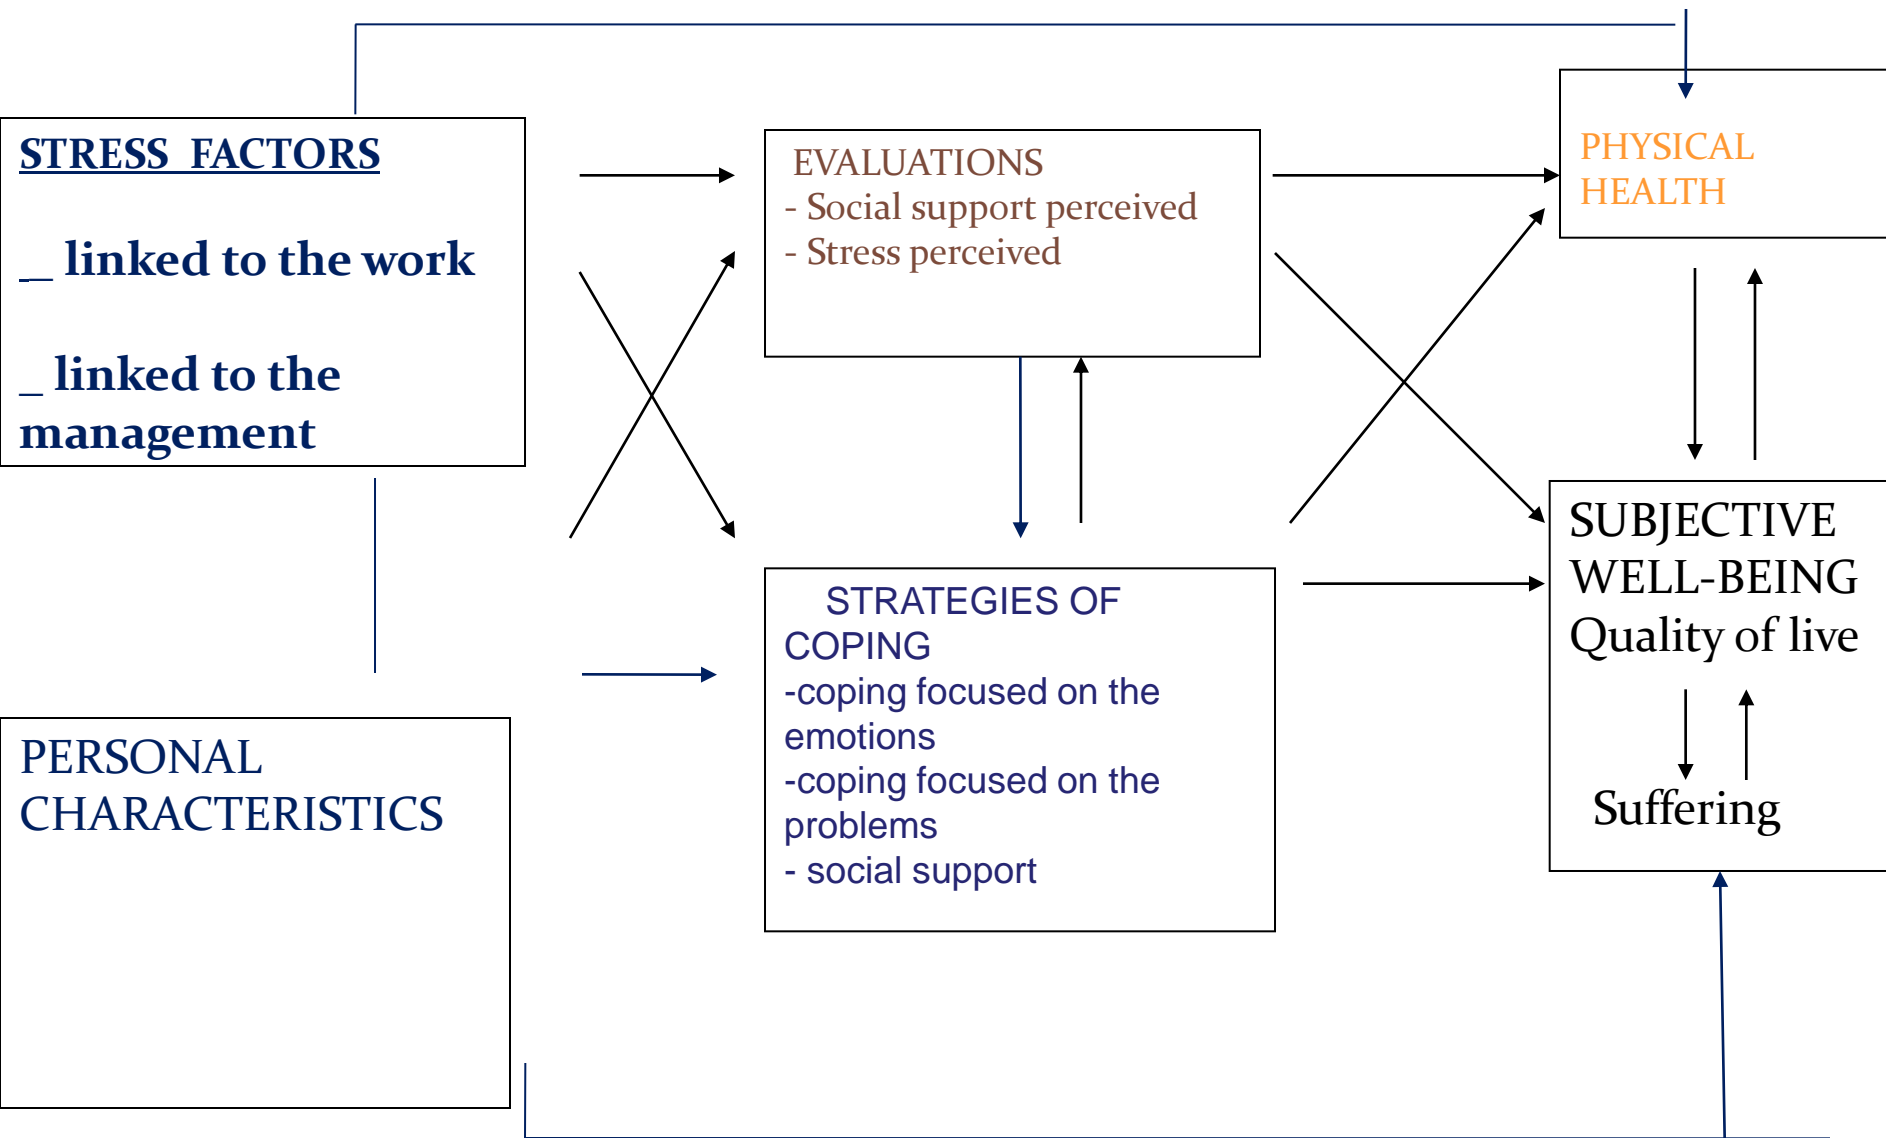 STRESS  FACTORS
__ linked to the work
_ linked to the
management
EVALUATIONS
- Social support perceived
- Stress perceived
PHYSICAL
HEALTH
PERSONAL
CHARACTERISTICS
STRATEGIES OF
COPING
-coping focused on the
emotions
-coping focused on the
problems
- social support
SUBJECTIVE
WELL-BEING
Quality of live
Suffering